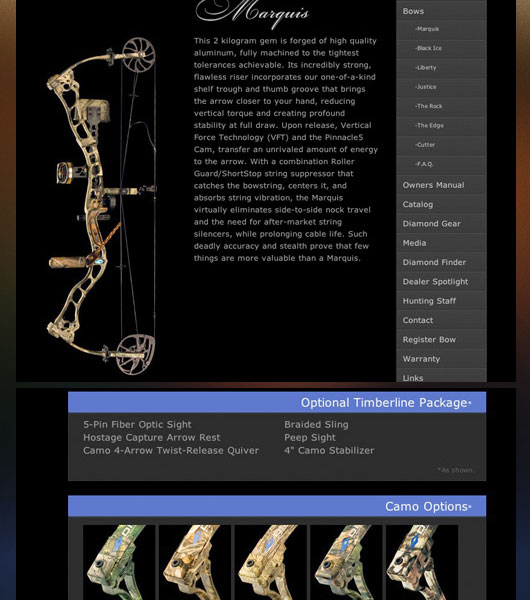 Marquis
This 2 kilogram gem is forged of high quality
aluminum, fully machined to the tightest
tolerances achievable. Its incredibly strong,
flawless riser incorporates our one-of-a-kind
shelf trough and thumb groove that brings
the arrow closer to your hand, reducing
vertical torque and creating profound
stability at full draw. Upon release, Vertical
Force Technology (VFT) and the Pinnacle5
Cam, transfer an unrivaled amount of energy
to the arrow. With a combination Roller
Guard/ShortStop string suppressor that
catches the bowstring, centers it, and
absorbs string vibration, the Marquis
virtually eliminates side-to-side nock travel
and the need for after-market string
silencers, while prolonging cable life. Such
deadly accuracy and stealth prove that few
things are more valuable than a Marquis.
Bows
-Marquis
-Black Ice
-Liberty
-Justice
-The Rock
-The Edge
-Cutter
-F.A.Q.
Owners Manual
Catalog
Diamond Gear
Media
Diamond Finder
Dealer Spotlight
Hunting Staff
Contact
Register Bow
Warranty
Links
Optional Timberline Package*
5-Pin Fiber Optic Sight
Hostage Capture Arrow Rest
Camo 4-Arrow Twist-Release Quiver
Braided Sling
Peep Sight
4" Camo Stabilizer
*As shown.
Camo Options*